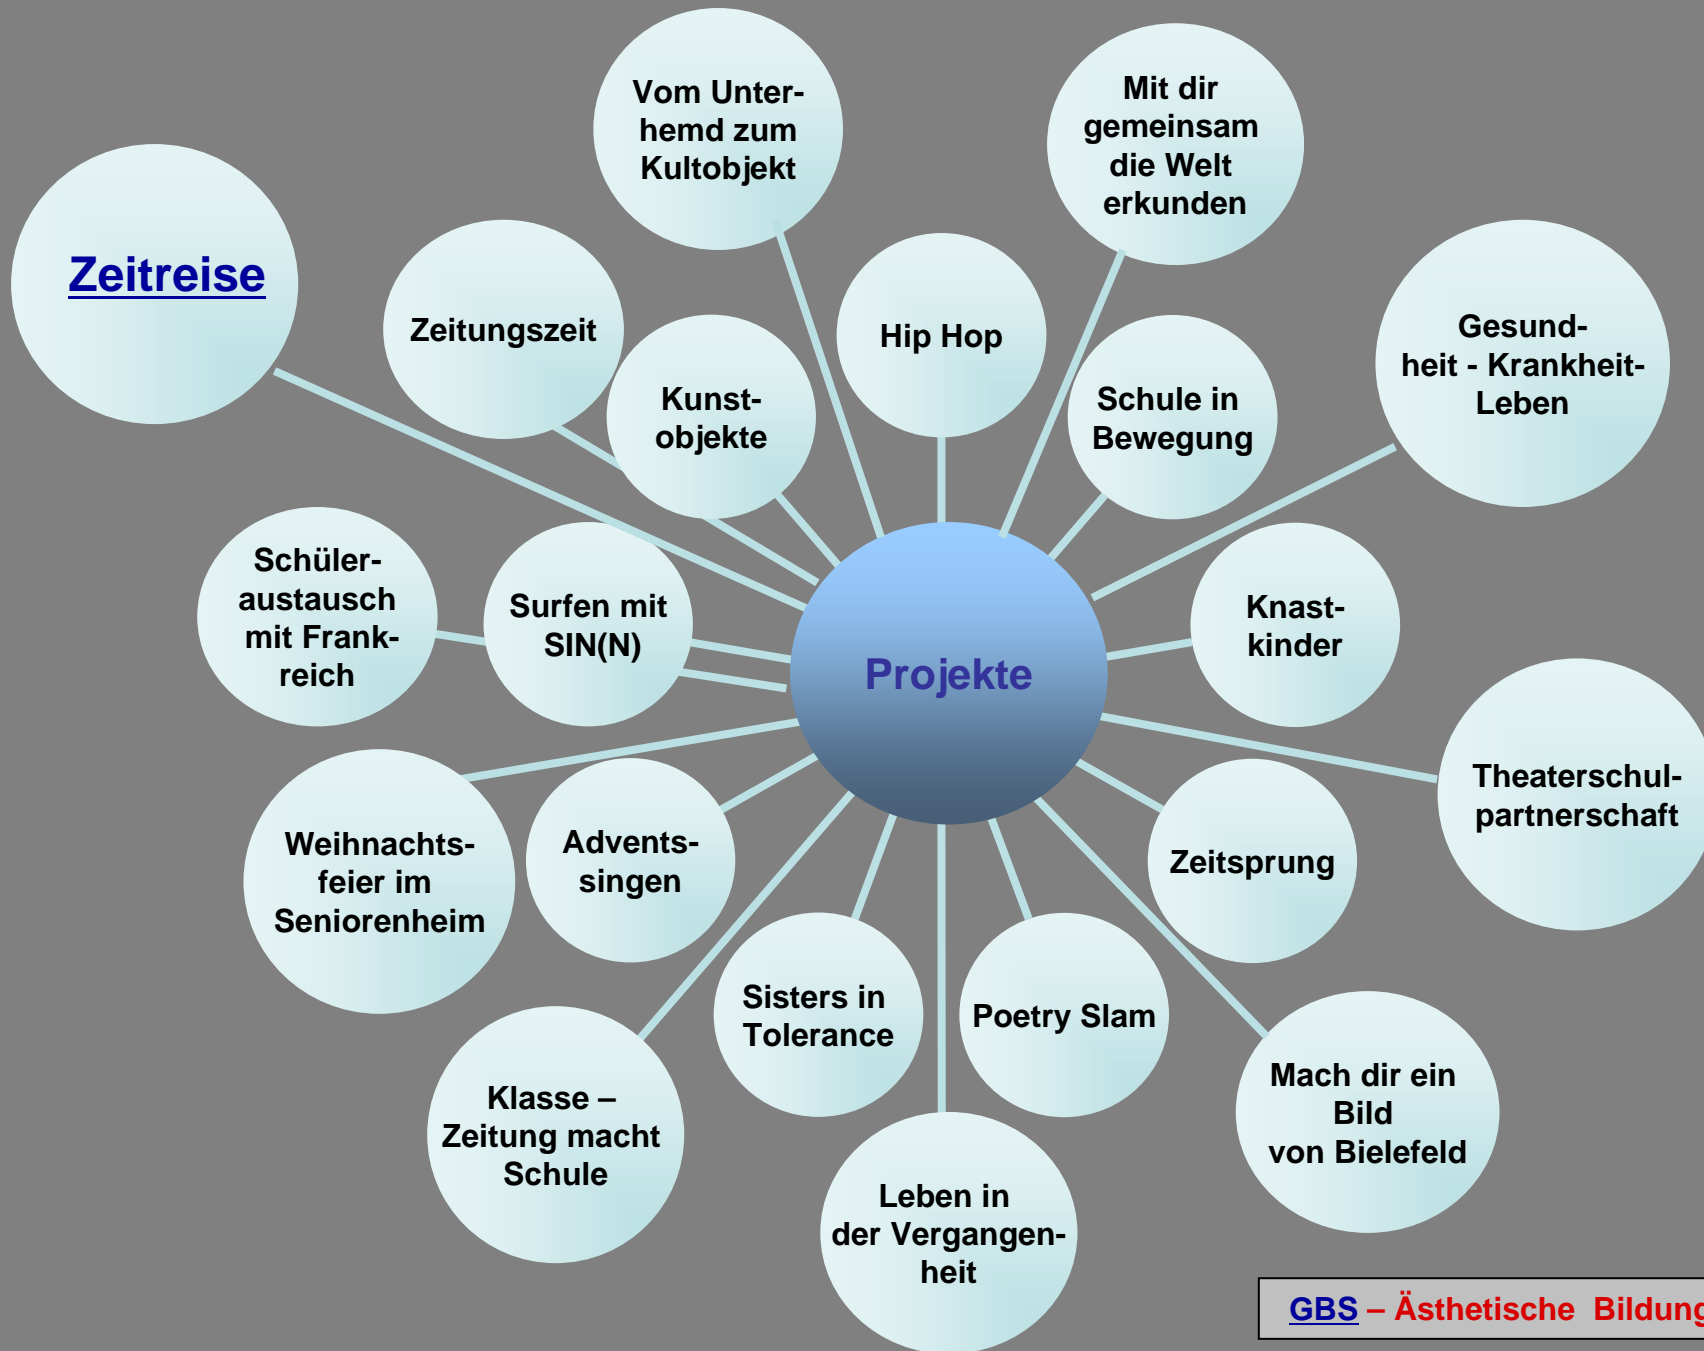 Vom Unter-
hemd zum
Kultobjekt
Mit dir
gemeinsam
die Welt
erkunden
Zeitreise
Zeitungszeit
Hip Hop
Gesund-
heit - Krankheit-
Leben
Kunst-
objekte
Schule in
Bewegung
Schüler-
austausch
mit Frank-
reich
Surfen mit
SIN(N)
Projekte
Knast-
kinder
Theaterschul-
partnerschaft
Weihnachts-
feier im
Seniorenheim
Advents-
singen
Zeitsprung
Sisters in
Tolerance
Poetry Slam
Klasse –
Zeitung macht
Schule
Mach dir ein
Bild
von Bielefeld
Leben in
der Vergangen-
heit
GBS – Ästhetische Bildung